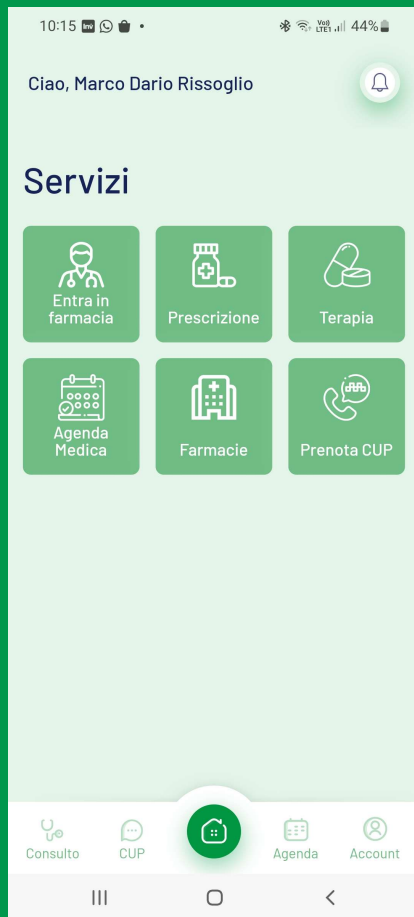 10:15
44%
Ciao, Marco Dario Rissoglio
Servizi
Entra in
farmacia
Prescrizione
Terapia
Agenda
Medica
Farmacie
Prenota CUP
Consulto
CUP
Agenda
Account